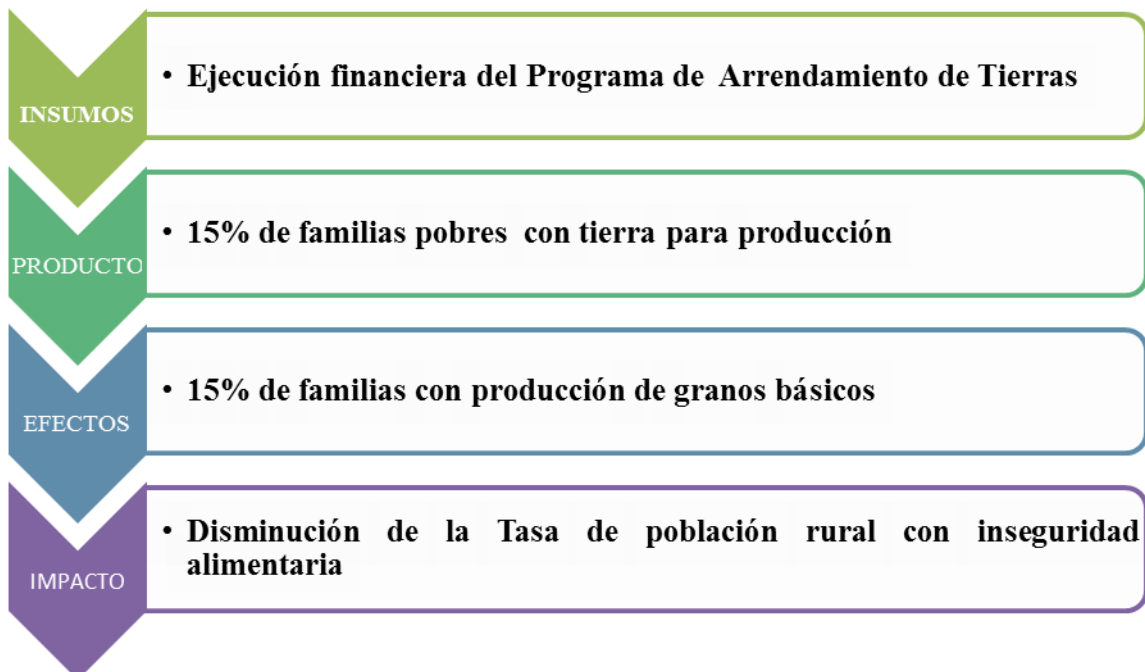 INSUMOS
• Ejecución financiera del Programa de Arrendamiento de Tierras
PRODUCTO
• 15% de familias pobres con tierra para producción
EFECTOS
• 15% de familias con producción de granos básicos
IMPACTO
• Disminución de la Tasa de población rural con inseguridad
alimentaria